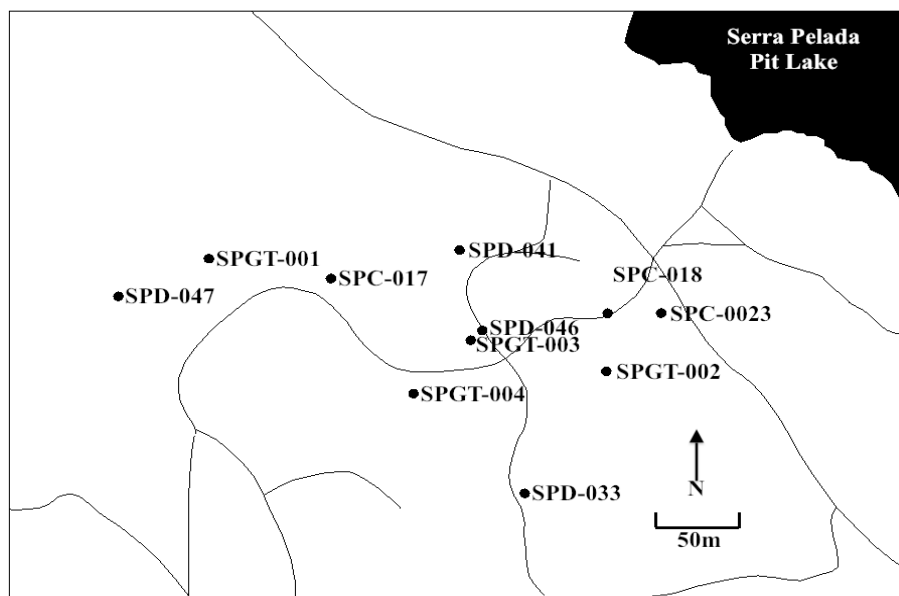 Serra Pelada
Pit Lake
SPD-041
SPGT-001
SPC-017
SPC-018
SPD-047
SPC-0023
SPD-046
SPGT-003
SPGT-002
SPGT-004
SPD-033
N
50m